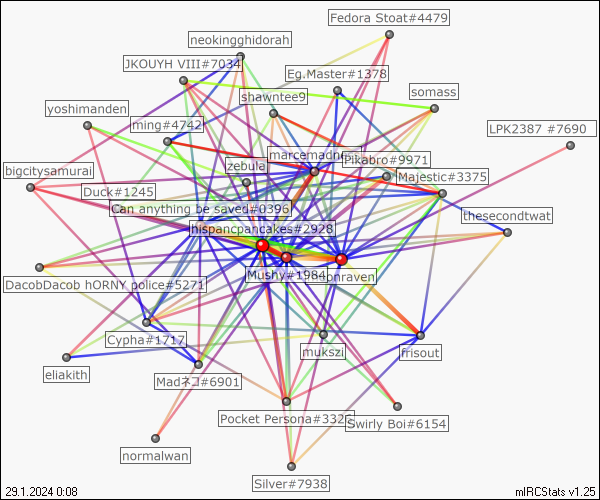 Fedora Stoat#4479
neokingghidorah
JKOUYH VIII#7034
Eg.Master#1378
somass
shawntee9
yoshimanden
ming#4742
LPK2387 #7690
marcemadn
Pikabro#9971
zebula
bigcitysamurai
Majestic#3375
Duck#1245
Can anything be saved#0396
thesecondtwat
hispancpancakes#2928
Mushy#1984
onraven
DacobDacob hORNY police#5271
Cypha#1717
mukszi
frisout
eliakith
Madネコ#6901
Pocket Persona#332
Swirly Boi#6154
normalwan
Silver#7938
29.1.2024 0:08
mIRCStats v1.25